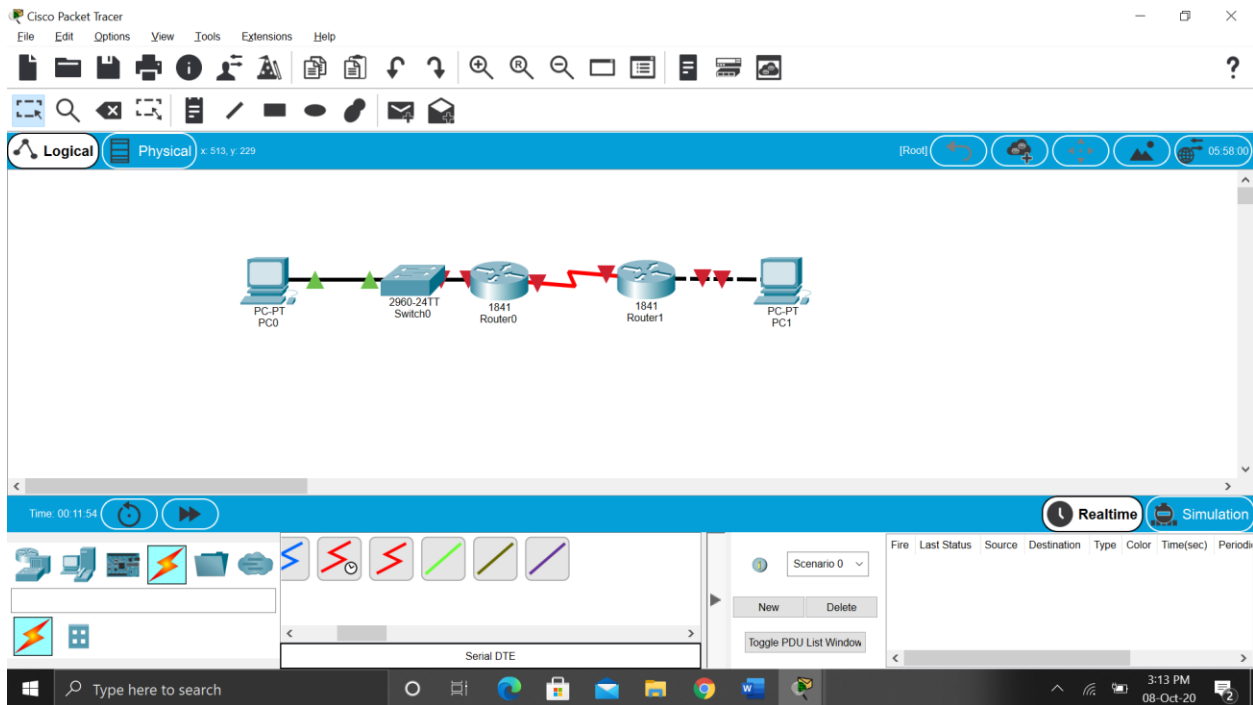 Cisco Packet Tracer
File Edit Options View Tools Extensions Help
?
Logical Physical x: 513, y: 229 [Root] 05:58:00
PC-PT
PC0
2960-24TT
Switch0
1841
Router0
1841
Router1
PC-PT
PC1
Time: 00:11:54 Realtime Simulation
Fire Last Status Source Destination Type Color Time(sec) Periodi
Scenario 0
New Delete
Toggle PDU List Window
Serial DTE
Type here to search
3:13 PM
08-Oct-20
2